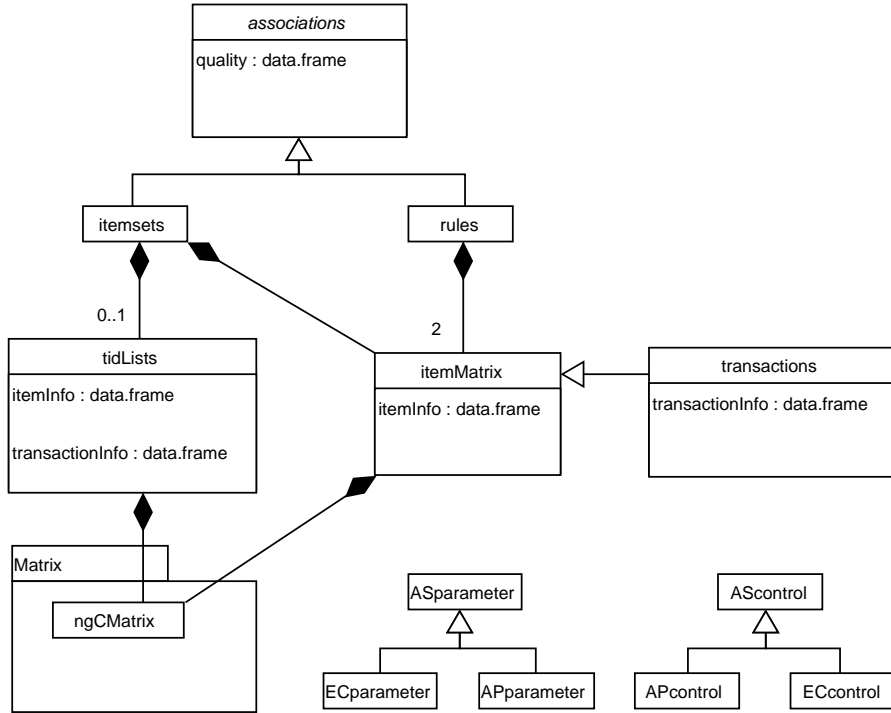 associations
quality : data.frame
itemsets
rules
0..1
2
tidLists
itemInfo : data.frame
transactionInfo : data.frame
itemMatrix
itemInfo : data.frame
transactions
transactionInfo : data.frame
Matrix
ngCMatrix
ASparameter
ECparameter
APparameter
AScontrol
APcontrol
ECcontrol